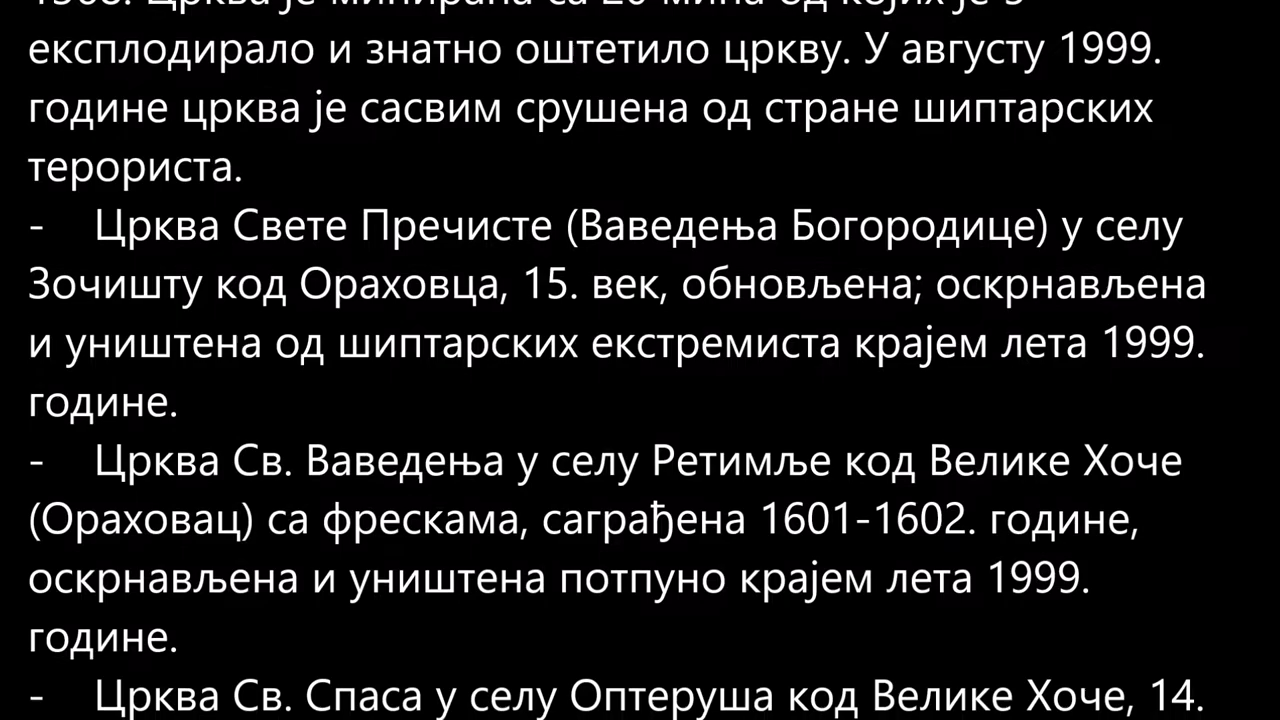 експлодирало и знатно оштетило цркву. У августу 1999.
године црква је сасвим срушена од стране шиптарских
терориста.
- Црква Свете Пречисте (Ваведења Богородице) у селу
Зочишту код Ораховца, 15. век, обновљена; оскрнављена
и уништена од шиптарских екстремиста крајем лета 1999.
године.
- Црква Св. Ваведења у селу Ретимље код Велике Хоче
(Ораховац) са фрескама, саграђена 1601-1602. године,
оскрнављена и уништена потпуно крајем лета 1999.
године.
- Црква Св. Спаса у селу Оптеруша код Велике Хоче, 14.